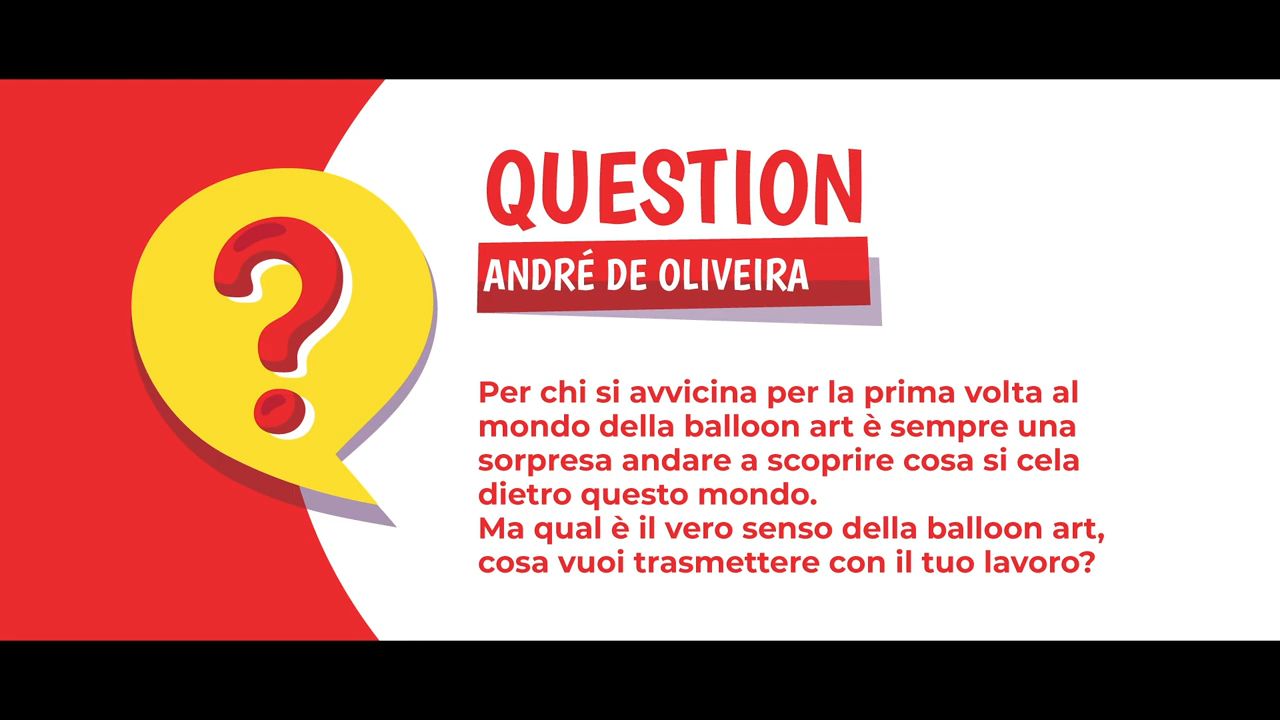 QUESTION
ANDRÉ DE OLIVEIRA
Per chi si avvicina per la prima volta al
mondo della balloon art è sempre una
sorpresa andare a scoprire cosa si cela
dietro questo mondo.
Ma qual è il vero senso della balloon art,
cosa vuoi trasmettere con il tuo lavoro?